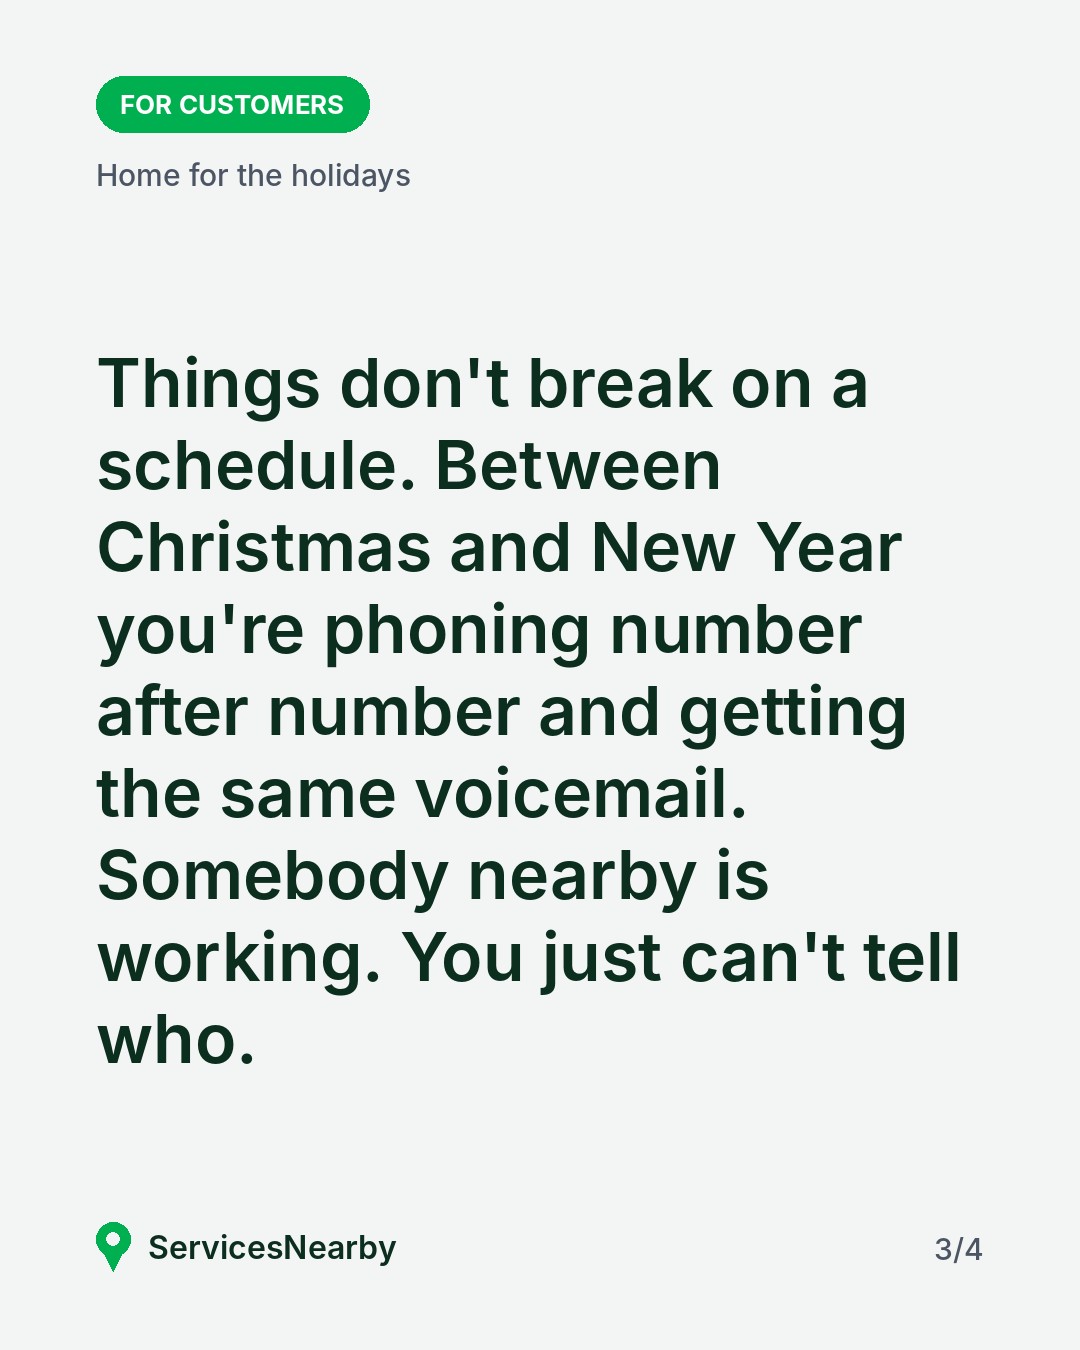 FOR CUSTOMERS
Home for the holidays
Things don't break on a
schedule. Between
Christmas and New Year
you're phoning number
after number and getting
the same voicemail.
Somebody nearby is
working. You just can't tell
who.
ServicesNearby
3/4